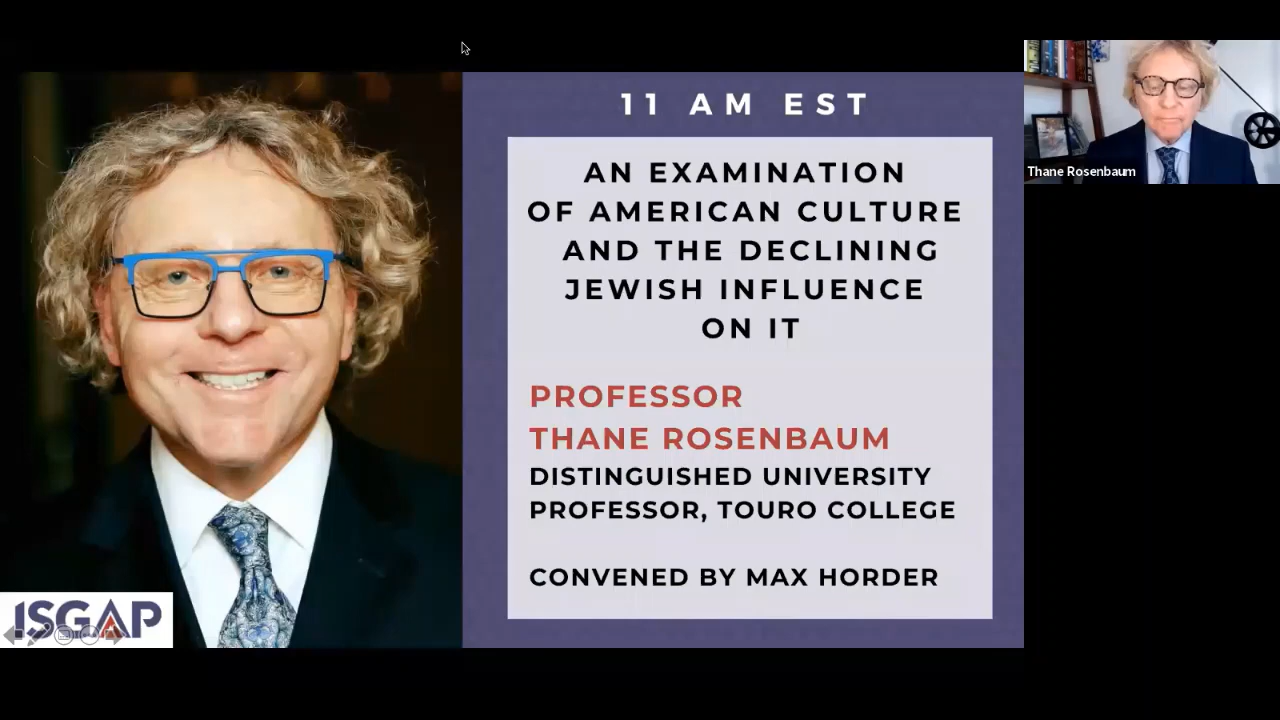 11 AM EST
AN EXAMINATION
OF AMERICAN CULTURE
AND THE DECLINING
JEWISH INFLUENCE
ON IT
PROFESSOR
THANE ROSENBAUM
DISTINGUISHED UNIVERSITY
PROFESSOR, TOURO COLLEGE
CONVENED BY MAX HORDER
ISGAP
Thane Rosenbaum